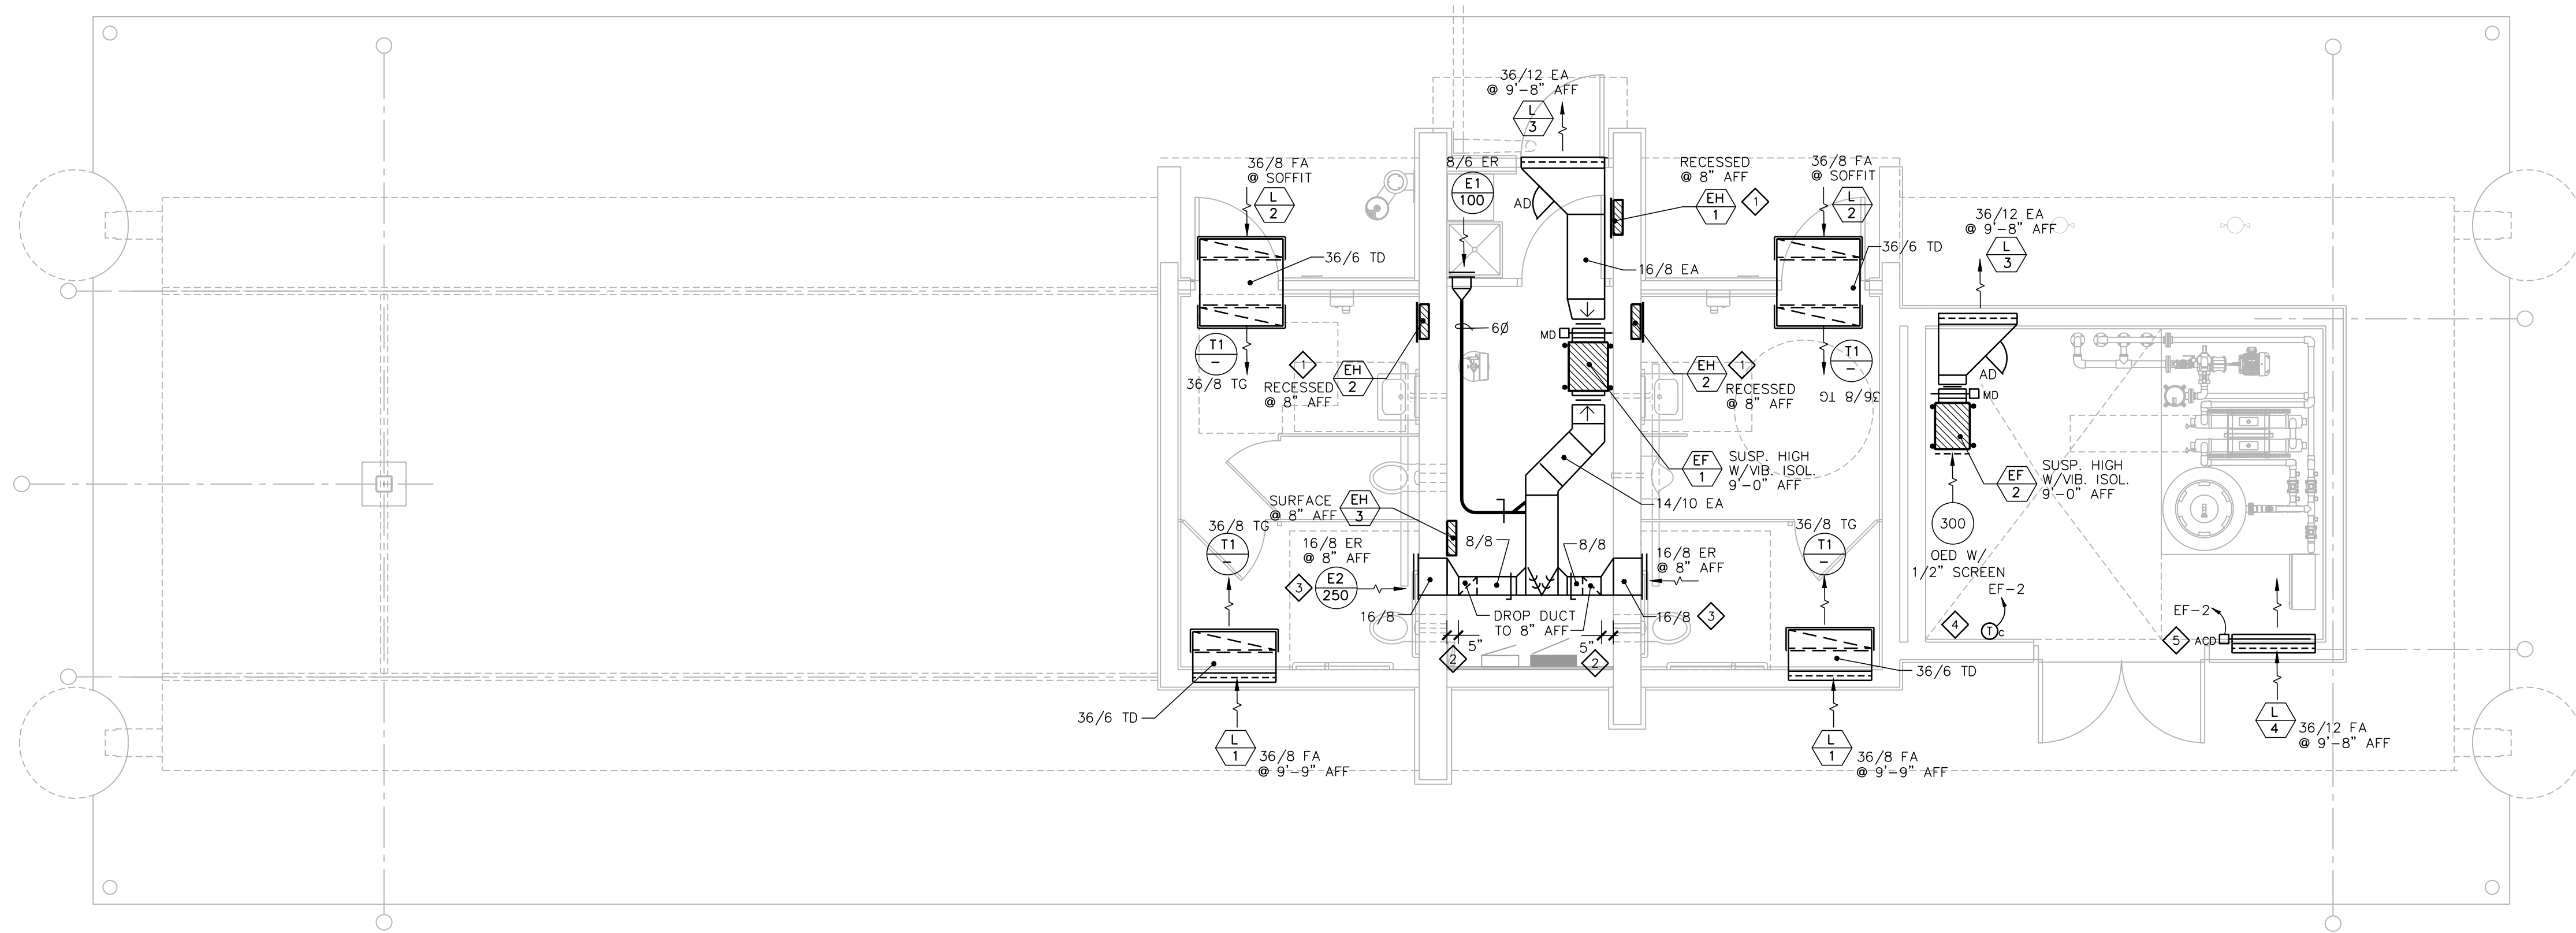 36/12 EA
@ 9'-8" AFF
L
3
36/8 FA
@ SOFFIT
L
2
8/6 ER
E1
100
AD
RECESSED
@ 8" AFF
EH
1
1
36/8 FA
@ SOFFIT
L
2
36/12 EA
@ 9'-8" AFF
L
3
36/6 TD
16/8 EA
36/6 TD
6Ø
MD
T1
–
36/8 TG
1
RECESSED
@ 8" AFF
EH
2
EH
2
1
RECESSED
@ 8" AFF
T1
–
36/8 TG
AD
MD
EF
1
SUSP. HIGH
W/VIB. ISOL.
9'-0" AFF
14/10 EA
EF
2
SUSP. HIGH
W/VIB. ISOL.
9'-0" AFF
300
OED W/
1/2" SCREEN
SURFACE
@ 8" AFF
EH
3
36/8 TG
T1
–
16/8 ER
@ 8" AFF
3
E2
250
8/8
8/8
16/8 ER
@ 8" AFF
36/8 TG
T1
–
16/8
DROP DUCT
TO 8" AFF
16/8
3
5"
2
5"
2
EF-2
4
T
C
EF-2
5
ACD
36/6 TD
36/6 TD
L
1
36/8 FA
@ 9'-9" AFF
L
1
36/8 FA
@ 9'-9" AFF
L
4
36/12 FA
@ 9'-8" AFF